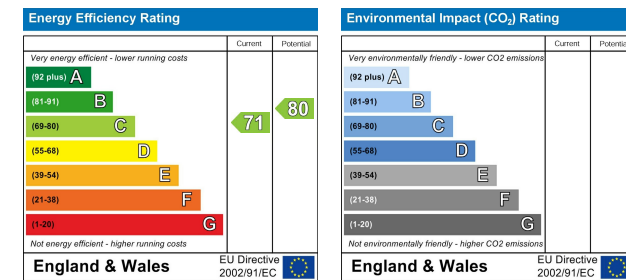 Energy Efficiency Rating
Current Potential
Very energy efficient - lower running costs
(92 plus) A
(81-91) B
(69-80) C
(55-68) D
(39-54) E
(21-38) F
(1-20) G
71
80
Not energy efficient - higher running costs
England & Wales
EU Directive
2002/91/EC
Environmental Impact (CO₂) Rating
Current Potential
Very environmentally friendly - lower CO2 emissions
(92 plus) A
(81-91) B
(69-80) C
(55-68) D
(39-54) E
(21-38) F
(1-20) G
Not environmentally friendly - higher CO2 emissions
England & Wales
EU Directive
2002/91/EC